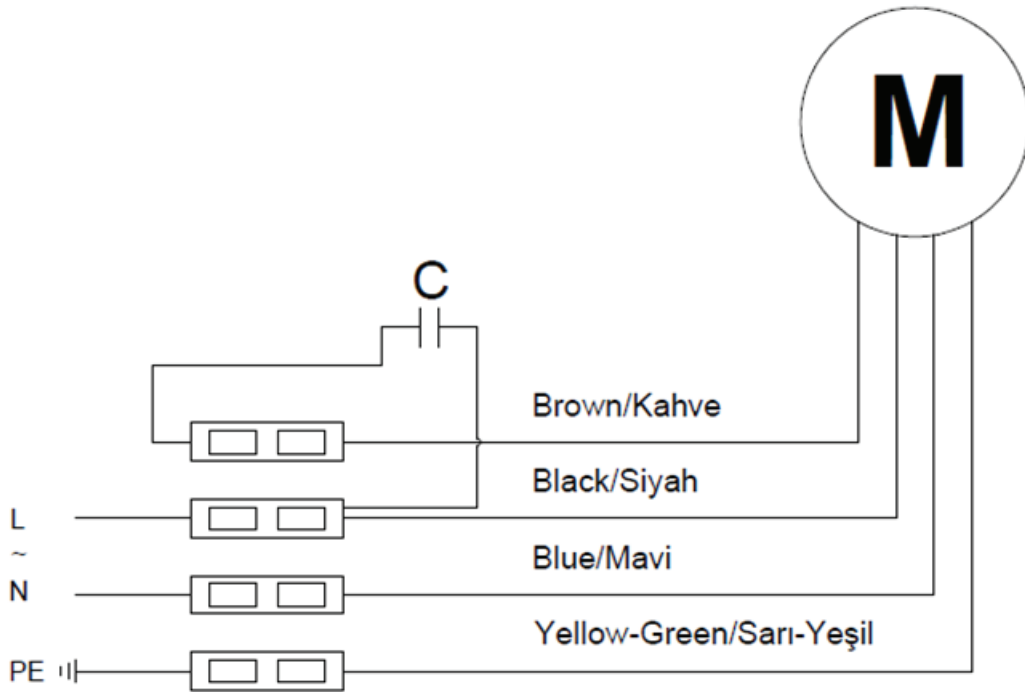 M
C
Brown/Kahve
Black/Siyah
L
~
Blue/Mavi
N
Yellow-Green/Sarı-Yeşil
PE